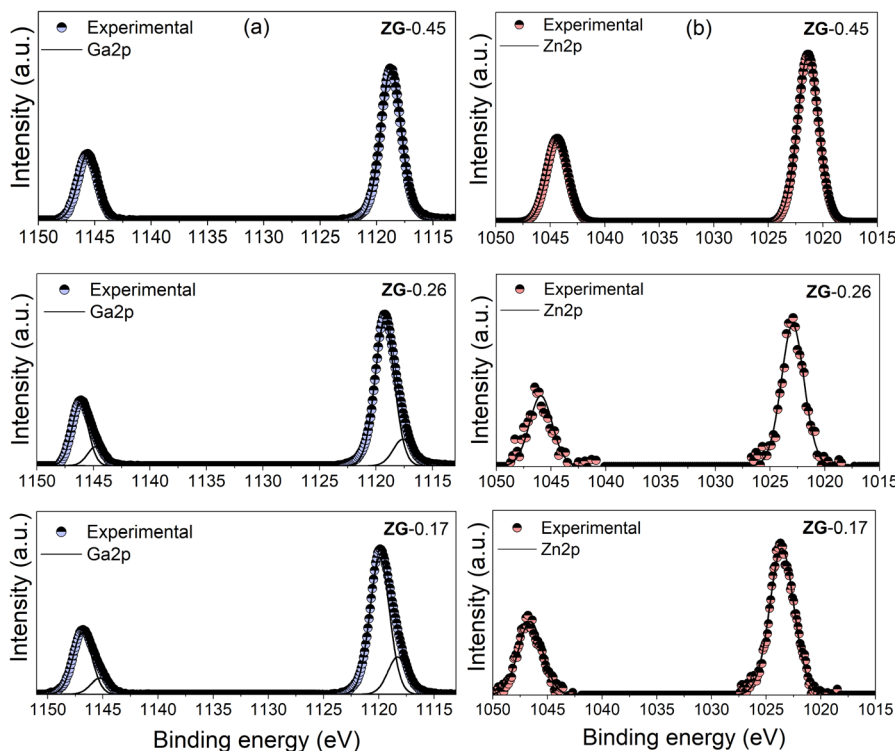 Experimental
Ga2p
(a)
ZG-0.45
Intensity (a.u.)
1150 1145 1140 1135 1130 1125 1120 1115
Experimental
Zn2p
(b)
ZG-0.45
Intensity (a.u.)
1050 1045 1040 1035 1030 1025 1020 1015
Experimental
Ga2p
ZG-0.26
Intensity (a.u.)
1150 1145 1140 1135 1130 1125 1120 1115
Experimental
Zn2p
ZG-0.26
Intensity (a.u.)
1050 1045 1040 1035 1030 1025 1020 1015
Experimental
Ga2p
ZG-0.17
Intensity (a.u.)
1150 1145 1140 1135 1130 1125 1120 1115
Binding energy (eV)
Experimental
Zn2p
ZG-0.17
Intensity (a.u.)
1050 1045 1040 1035 1030 1025 1020 1015
Binding energy (eV)